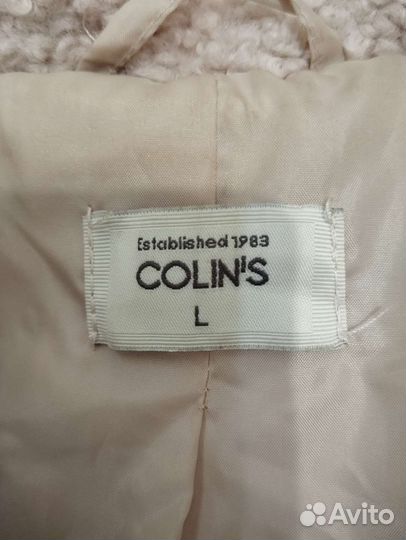 Established 1983
COLIN'S
L
Avito